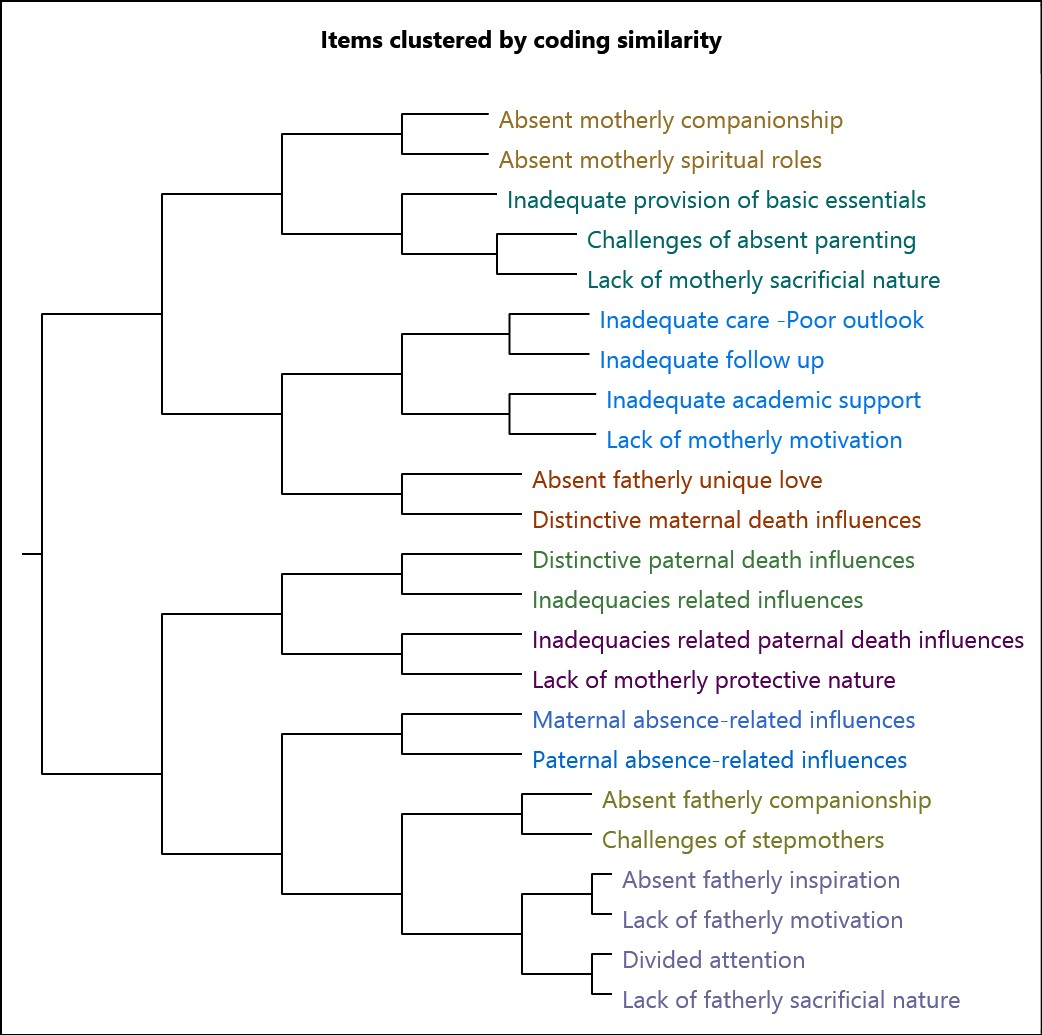 Items clustered by coding similarity
Absent motherly companionship
Absent motherly spiritual roles
Inadequate provision of basic essentials
Challenges of absent parenting
Lack of motherly sacrificial nature
Inadequate care -Poor outlook
Inadequate follow up
Inadequate academic support
Lack of motherly motivation
Absent fatherly unique love
Distinctive maternal death influences
Distinctive paternal death influences
Inadequacies related influences
Inadequacies related paternal death influences
Lack of motherly protective nature
Maternal absence-related influences
Paternal absence-related influences
Absent fatherly companionship
Challenges of stepmothers
Absent fatherly inspiration
Lack of fatherly motivation
Divided attention
Lack of fatherly sacrificial nature